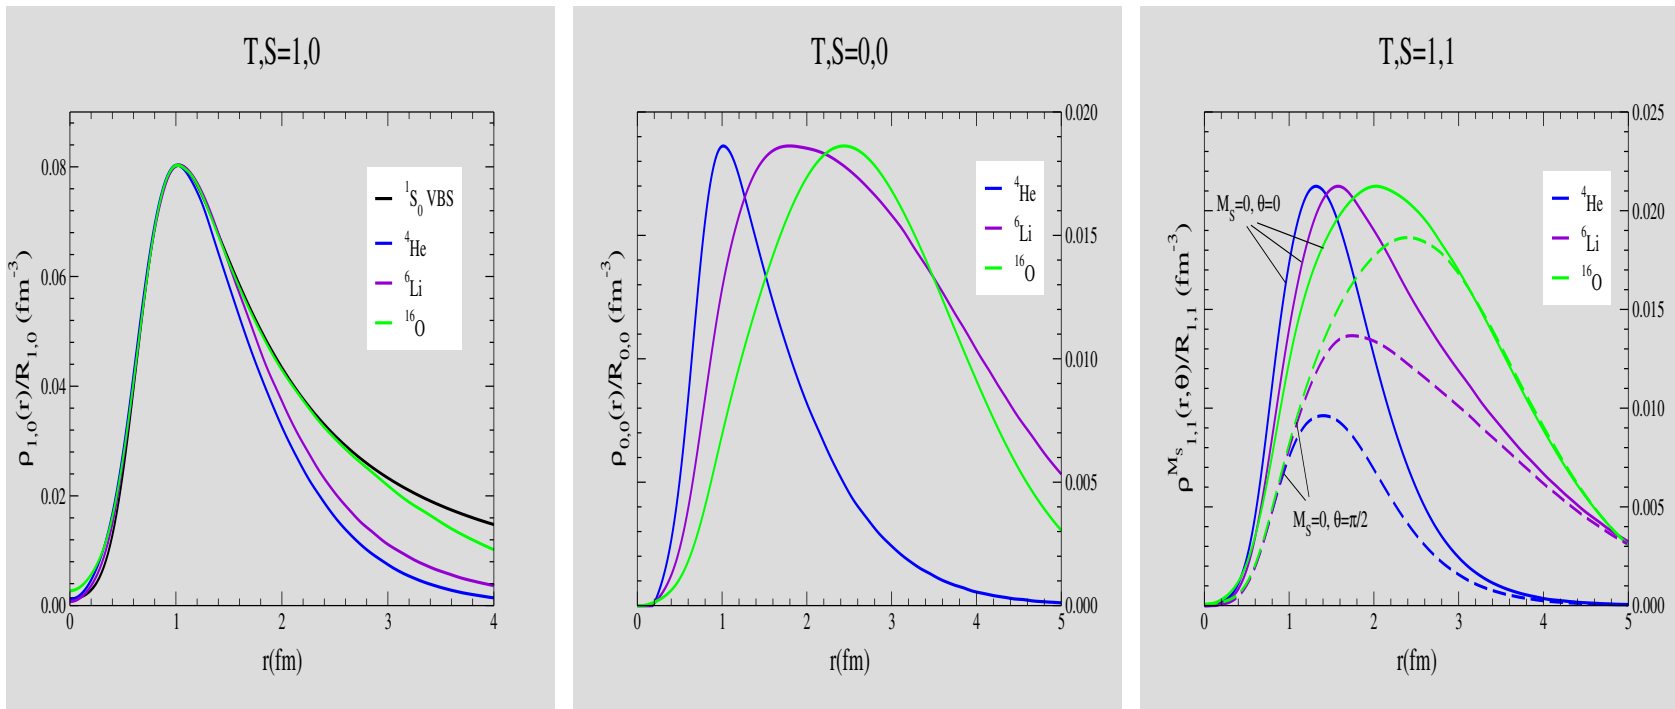 T,S=1,0
ρ1,0(r)/R1,0 (fm-3)
0.08
0.06
0.04
0.02
0.00
0 1 2 3 4
r(fm)
1S0 VBS
4He
6Li
16O
T,S=0,0
ρ0,0(r)/R0,0 (fm-3)
0.020
0.015
0.010
0.005
0.000
0 1 2 3 4 5
r(fm)
4He
6Li
16O
T,S=1,1
ρMs1,1(r,θ)/R1,1 (fm-3)
0.025
0.020
0.015
0.010
0.005
0.000
0 1 2 3 4 5
r(fm)
MS=0, θ=0
MS=0, θ=π/2
4He
6Li
16O